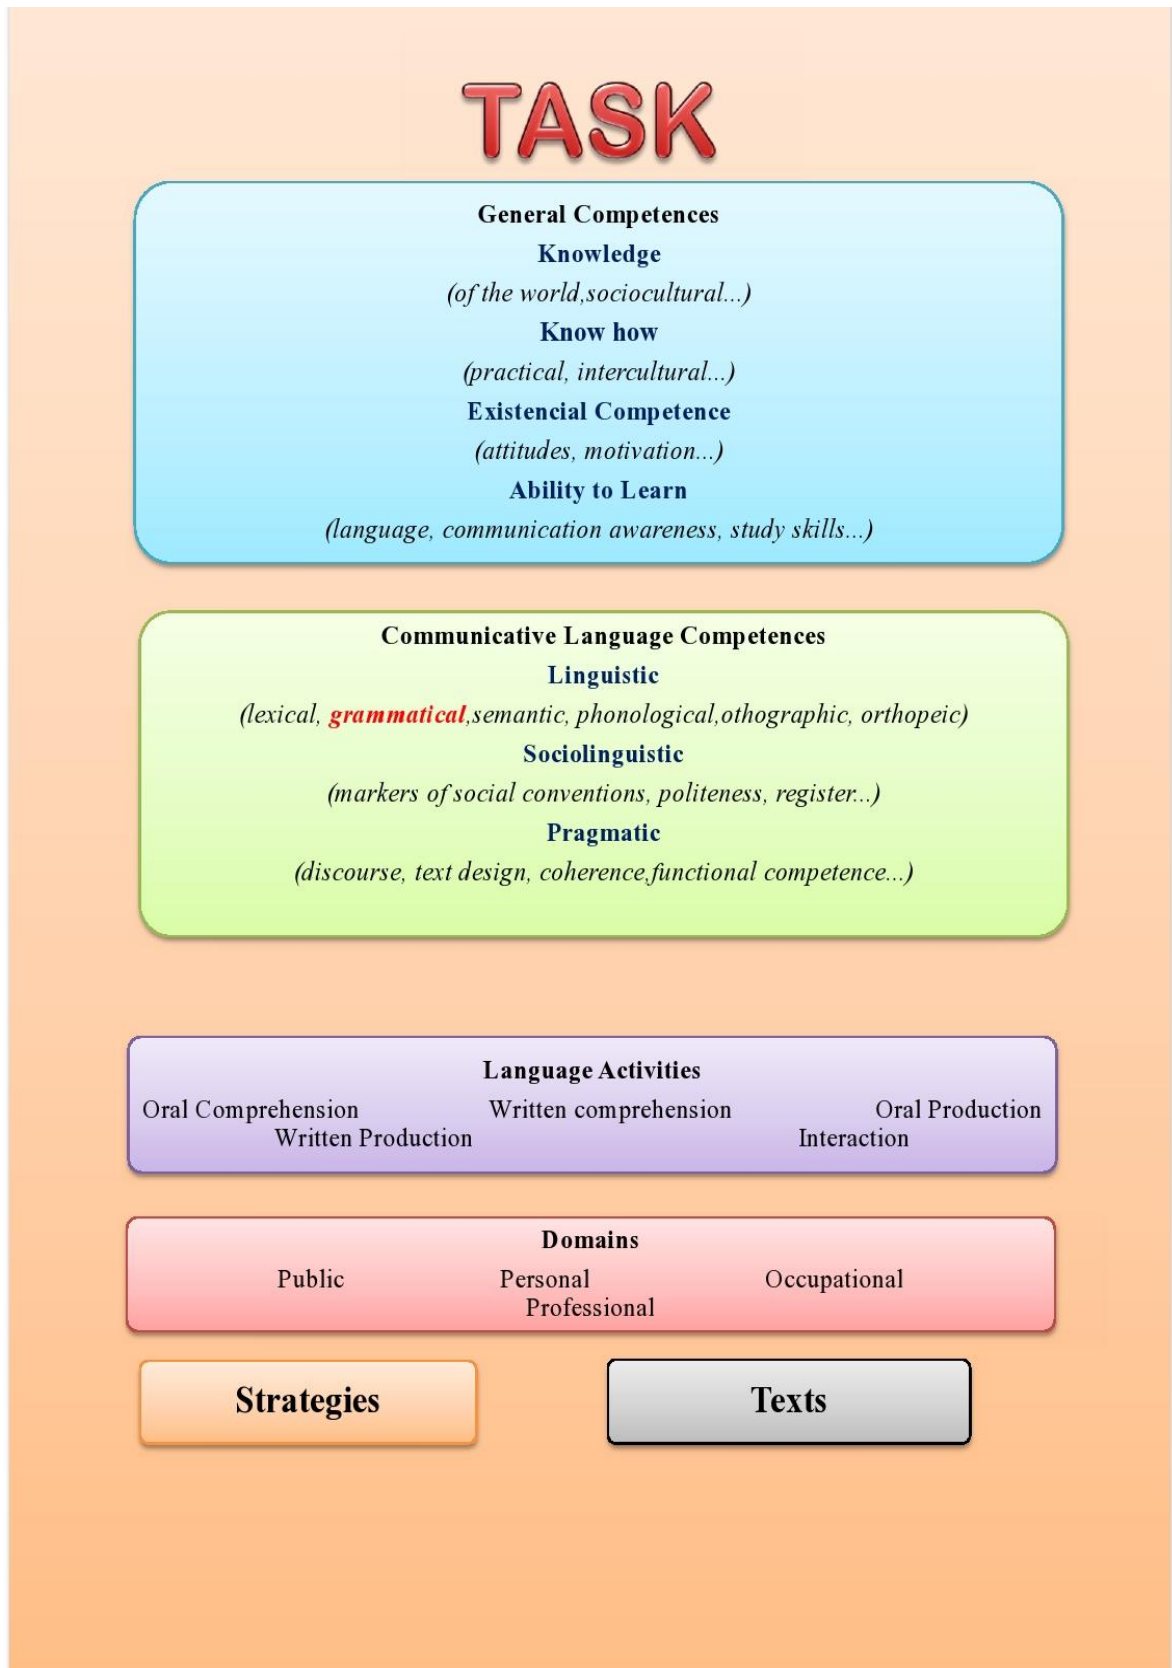 TASK
General Competences
Knowledge
(of the world,sociocultural...)
Know how
(practical, intercultural...)
Existencial Competence
(attitudes, motivation...)
Ability to Learn
(language, communication awareness, study skills...)
Communicative Language Competences
Linguistic
(lexical, grammatical,semantic, phonological,othographic, orthopeic)
Sociolinguistic
(markers of social conventions, politeness, register...)
Pragmatic
(discourse, text design, coherence,functional competence...)
Language Activities
Oral Comprehension Written comprehension Oral Production
Written Production Interaction
Domains
Public Personal Occupational
Professional
Strategies Texts